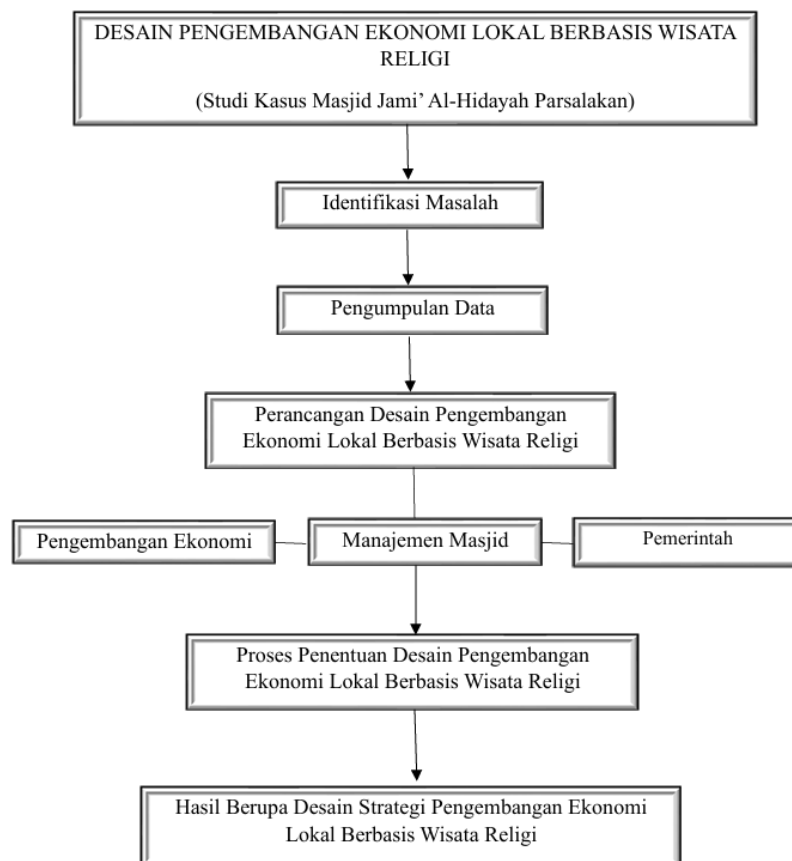 DESAIN PENGEMBANGAN EKONOMI LOKAL BERBASIS WISATA
RELIGI
(Studi Kasus Masjid Jami’ Al-Hidayah Parsalakan)
Identifikasi Masalah
Pengumpulan Data
Perancangan Desain Pengembangan
Ekonomi Lokal Berbasis Wisata Religi
Pengembangan Ekonomi
Manajemen Masjid
Pemerintah
Proses Penentuan Desain Pengembangan
Ekonomi Lokal Berbasis Wisata Religi
Hasil Berupa Desain Strategi Pengembangan Ekonomi
Lokal Berbasis Wisata Religi